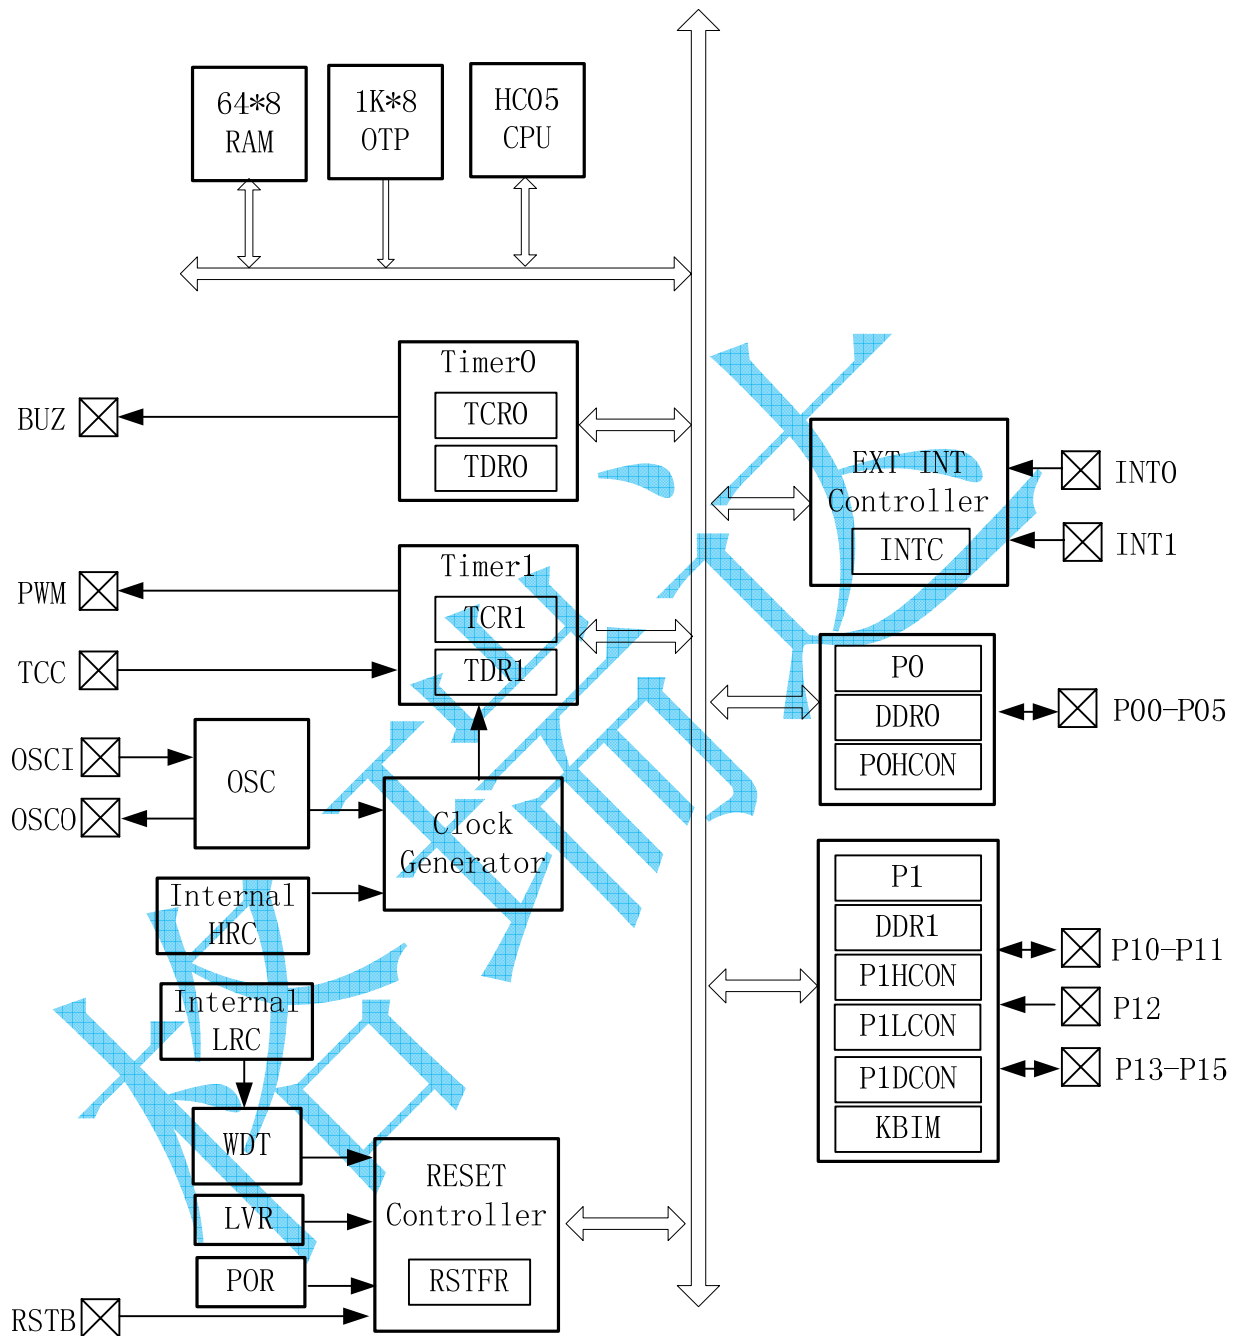 64*8
RAM
1K*8
OTP
HC05
CPU
Timer0
TCR0
TDR0
BUZ
EXT INT
Controller
INTC
INT0
INT1
Timer1
TCR1
TDR1
PWM
TCC
P0
DDR0
P0HCON
P00-P05
OSCI
OSCO
OSC
Clock
Generator
Internal
HRC
P1
DDR1
P1HCON
P1LCON
P1DCON
KBIM
P10-P11
P12
P13-P15
Internal
LRC
WDT
LVR
POR
RSTB
RESET
Controller
RSTFR